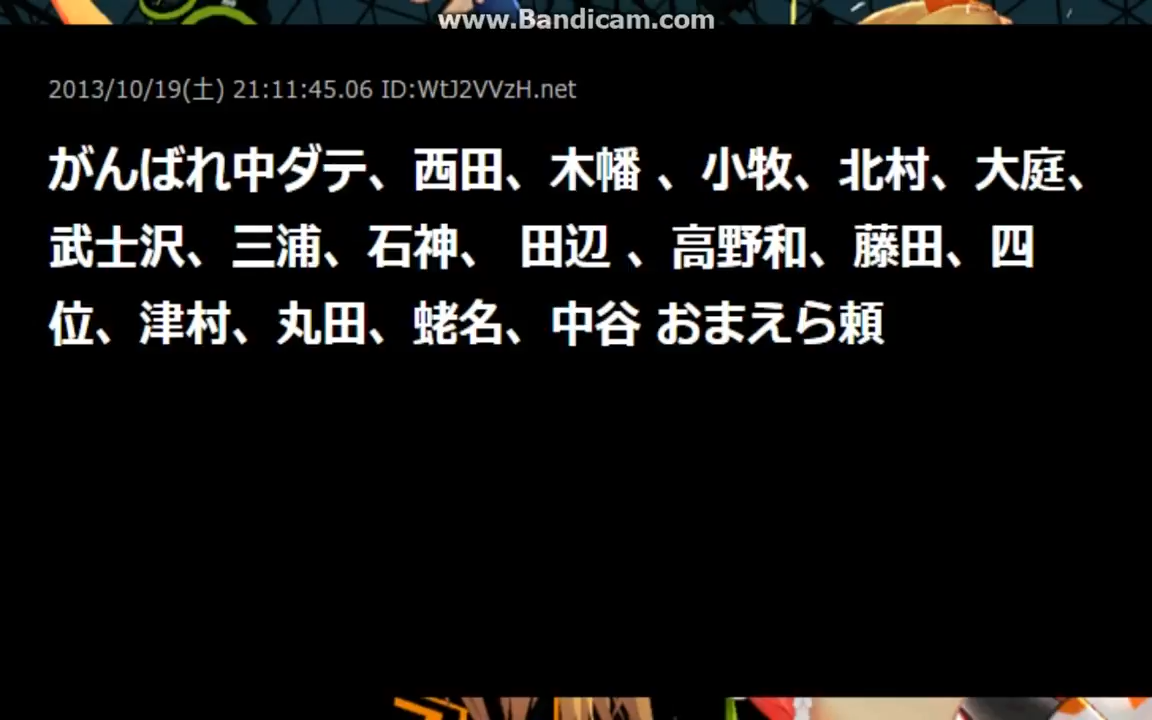 www.Bandicam.com
2013/10/19(土) 21:11:45.06 ID:WtJ2VVzH.net
がんばれ中ダテ、西田、木幡 、小牧、北村、大庭、
武士沢、三浦、石神、 田辺 、高野和、藤田、四
位、津村、丸田、蛯名、中谷 おまえら頼